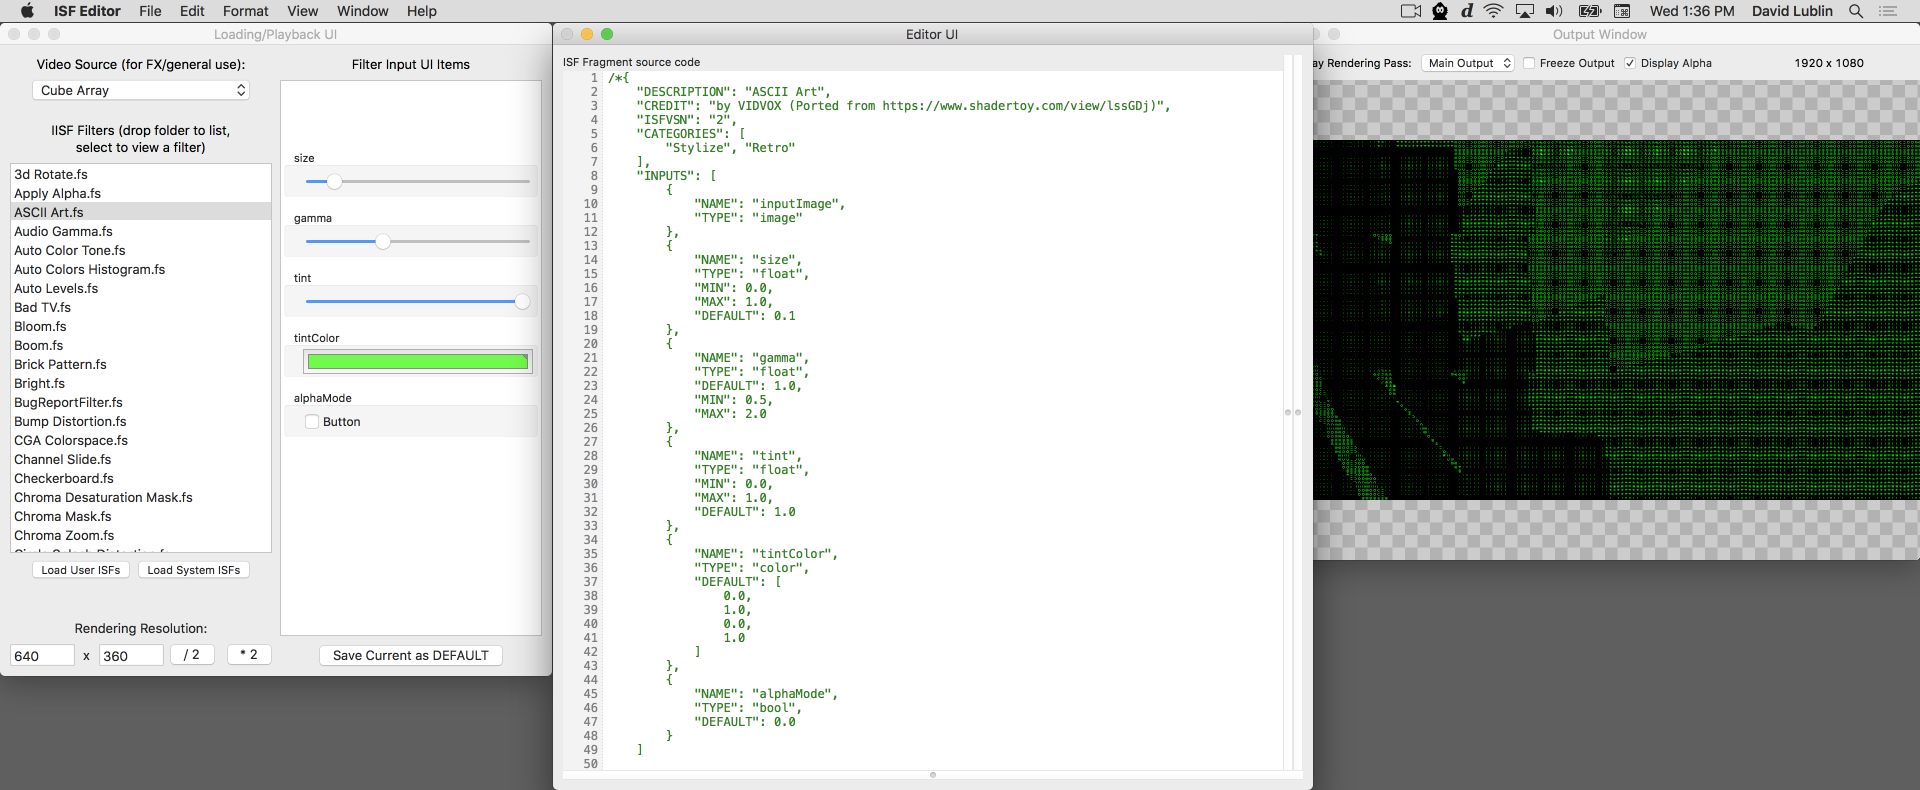 ISF Editor File Edit Format View Window Help
Wed 1:36 PM David Lublin
Loading/Playback UI
Video Source (for FX/general use):
Cube Array
IISF Filters (drop folder to list,
select to view a filter)
3d Rotate.fs
Apply Alpha.fs
ASCII Art.fs
Audio Gamma.fs
Auto Color Tone.fs
Auto Colors Histogram.fs
Auto Levels.fs
Bad TV.fs
Bloom.fs
Boom.fs
Brick Pattern.fs
Bright.fs
BugReportFilter.fs
Bump Distortion.fs
CGA Colorspace.fs
Channel Slide.fs
Checkerboard.fs
Chroma Desaturation Mask.fs
Chroma Mask.fs
Chroma Zoom.fs
Load User ISFs Load System ISFs
Rendering Resolution:
640 x 360 / 2 * 2
Filter Input UI Items
size
gamma
tint
tintColor
alphaMode
Button
Save Current as DEFAULT
Editor UI
ISF Fragment source code
1 /*{
2 "DESCRIPTION": "ASCII Art",
3 "CREDIT": "by VIDVOX (Ported from https://www.shadertoy.com/view/lssGDj)",
4 "ISFVSN": "2",
5 "CATEGORIES": [
6 "Stylize", "Retro"
7 ],
8 "INPUTS": [
9 {
10 "NAME": "inputImage",
11 "TYPE": "image"
12 },
13 {
14 "NAME": "size",
15 "TYPE": "float",
16 "MIN": 0.0,
17 "MAX": 1.0,
18 "DEFAULT": 0.1
19 },
20 {
21 "NAME": "gamma",
22 "TYPE": "float",
23 "DEFAULT": 1.0,
24 "MIN": 0.5,
25 "MAX": 2.0
26 },
27 {
28 "NAME": "tint",
29 "TYPE": "float",
30 "MIN": 0.0,
31 "MAX": 1.0,
32 "DEFAULT": 1.0
33 },
34 {
35 "NAME": "tintColor",
36 "TYPE": "color",
37 "DEFAULT": [
38 0.0,
39 1.0,
40 0.0,
41 1.0
42 ]
43 },
44 {
45 "NAME": "alphaMode",
46 "TYPE": "bool",
47 "DEFAULT": 0.0
48 }
49 ]
50
Output Window
ay Rendering Pass: Main Output Freeze Output Display Alpha 1920 x 1080